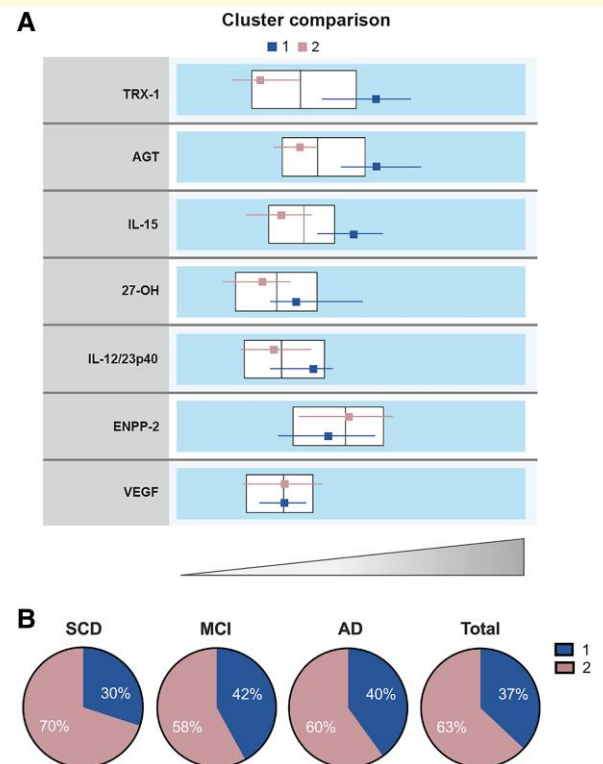 A
Cluster comparison
1 2
TRX-1
AGT
IL-15
27-OH
IL-12/23p40
ENPP-2
VEGF
B
SCD MCI AD Total
1
2
30% 42% 40% 37%
70% 58% 60% 63%